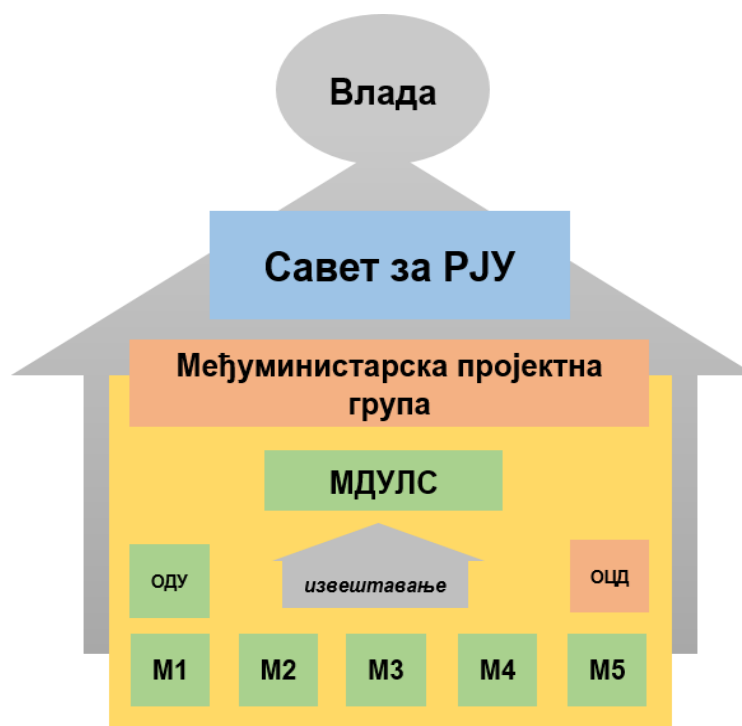 Влада
Савет за РЈУ
Међуминистарска пројектна
група
МДУЛС
ОДУ
извештавање
ОЦД
М1
М2
М3
М4
М5